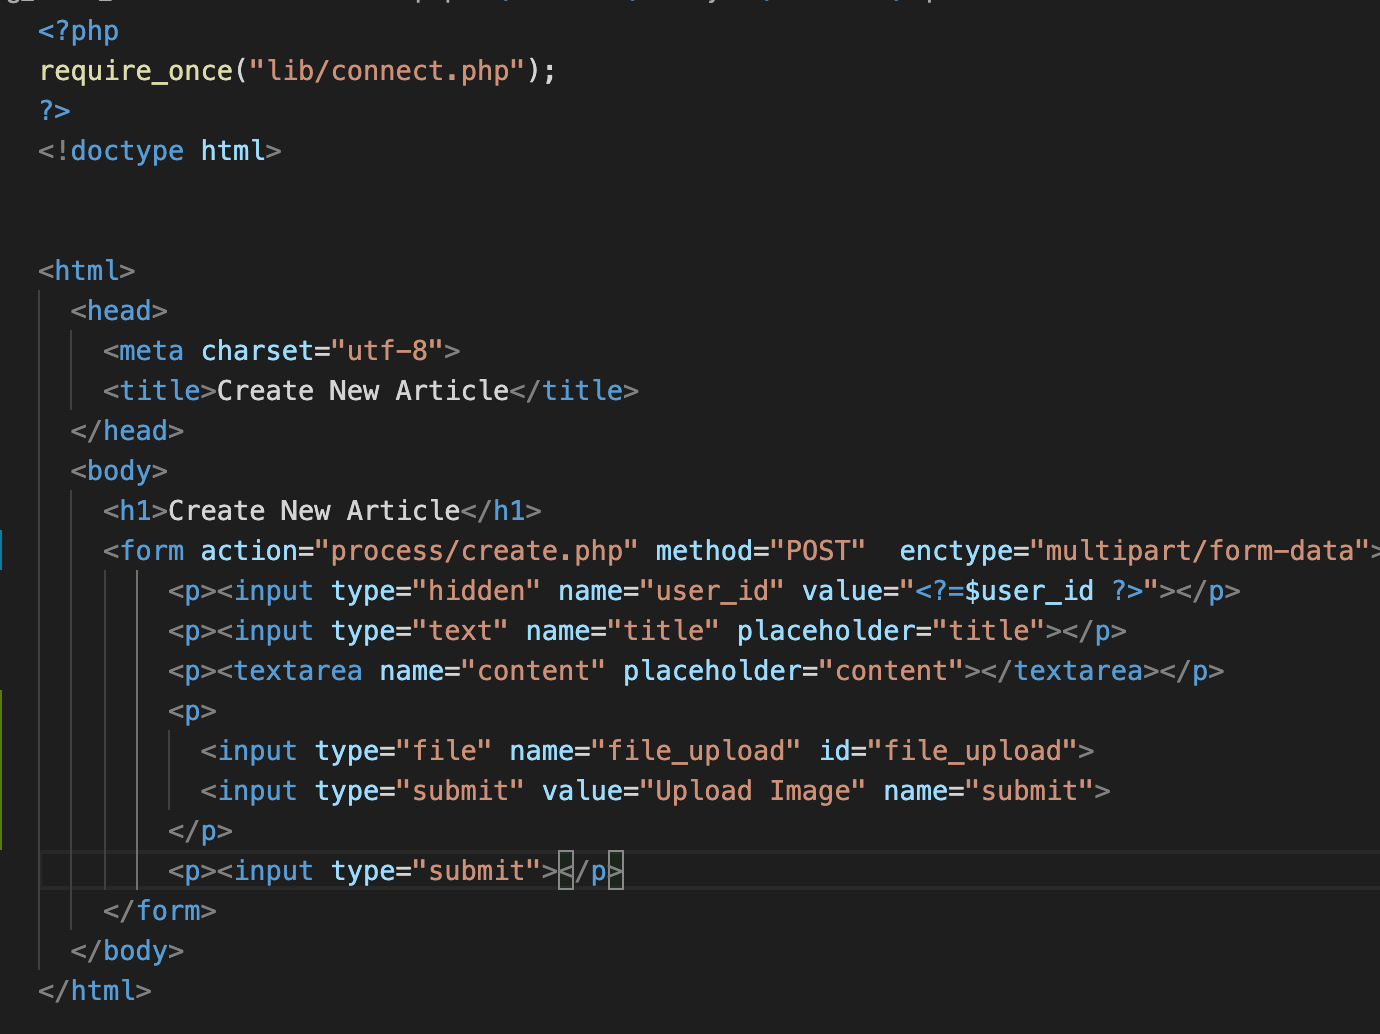 <?php
require_once("lib/connect.php");
?>
<!doctype html>
<html>
<head>
<meta charset="utf-8">
<title>Create New Article</title>
</head>
<body>
<h1>Create New Article</h1>
<form action="process/create.php" method="POST"  enctype="multipart/form-data">
<p><input type="hidden" name="user_id" value="<?=$user_id ?>"></p>
<p><input type="text" name="title" placeholder="title"></p>
<p><textarea name="content" placeholder="content"></textarea></p>
<p>
<input type="file" name="file_upload" id="file_upload">
<input type="submit" value="Upload Image" name="submit">
</p>
<p><input type="submit"></p>
</form>
</body>
</html>